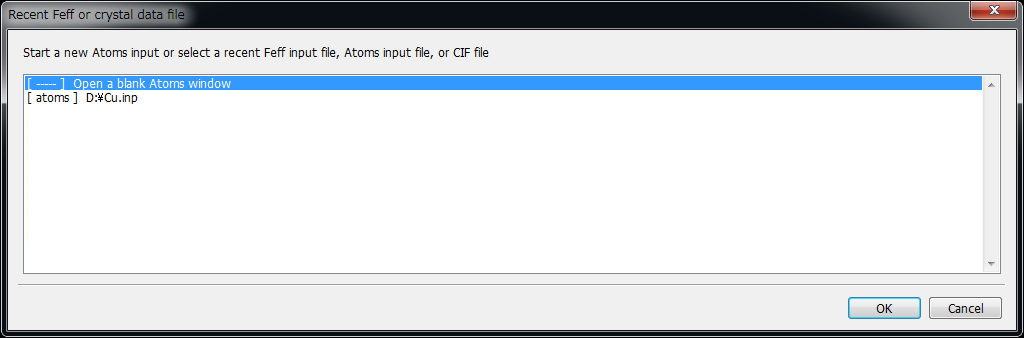 Recent Feff or crystal data file
Start a new Atoms input or select a recent Feff input file, Atoms input file, or CIF file
[ ----- ]  Open a blank Atoms window
[ atoms ]  D:¥Cu.inp
OK
Cancel